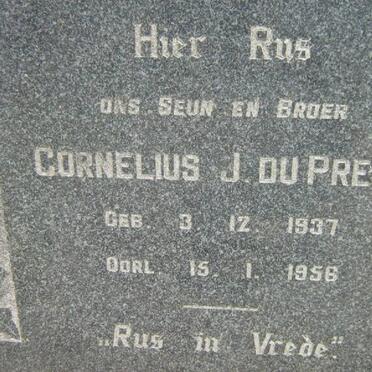 Hier Rus
ONS SEUN EN BROER
CORNELIUS J. DU PRE
GEB. 3. 12. 1937
OORL. 15. 1. 1956
„Rus in Vrede."